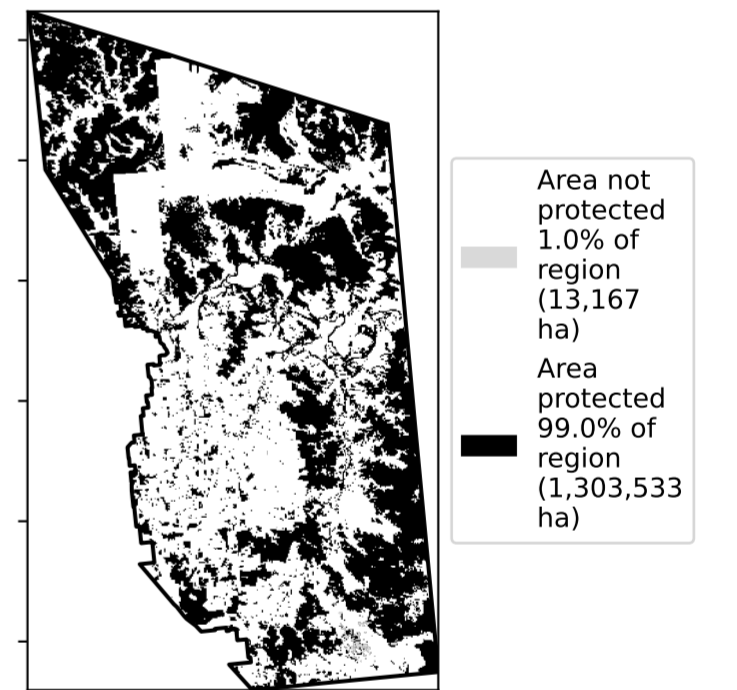 Area not
protected
1.0% of
region
(13,167
ha)
Area
protected
99.0% of
region
(1,303,533
ha)